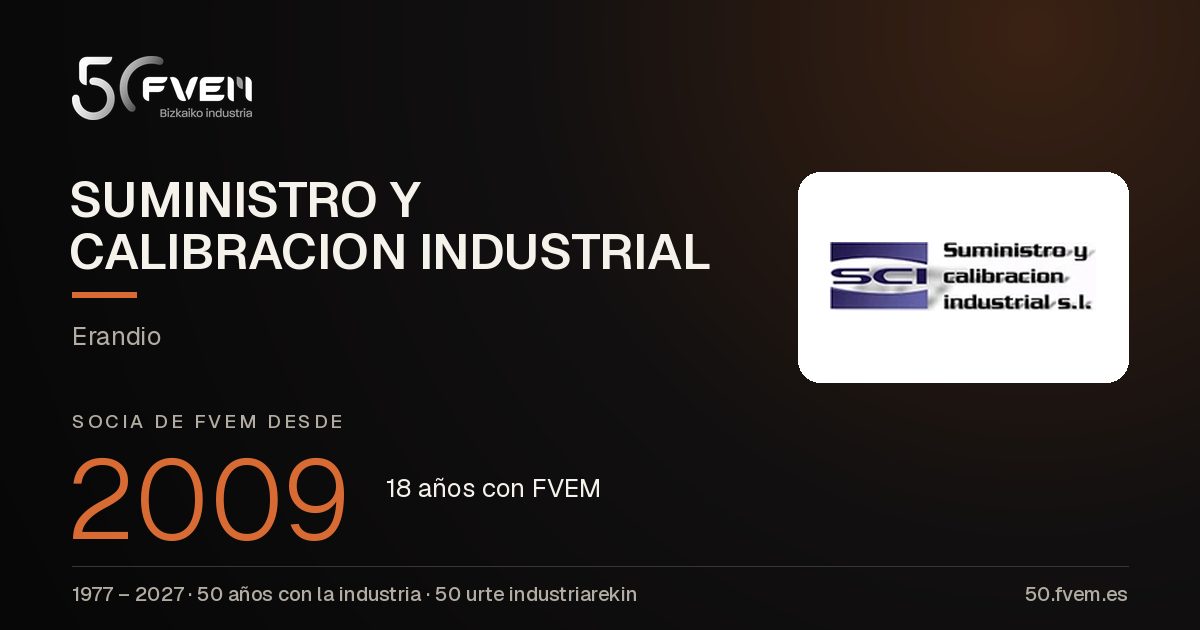 50 FVEM
Bizkaiko industria
SUMINISTRO Y
CALIBRACION INDUSTRIAL
SCI
Suministro y
calibracion
industrial s.l.
Erandio
SOCIA DE FVEM DESDE
2009
18 años con FVEM
1977 – 2027 · 50 años con la industria · 50 urte industriarekin
50.fvem.es